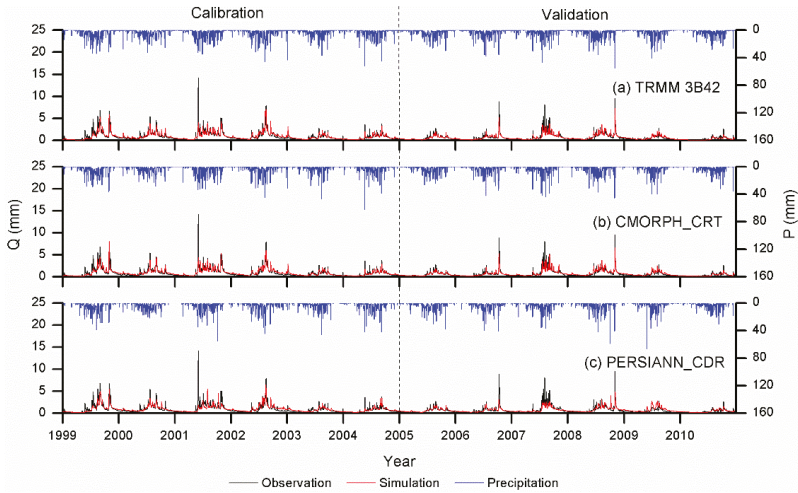 Calibration Validation
25 0
20 40
15 80
10 120
5 160
0
(a) TRMM 3B42
25 0
20 40
15 80
10 120
5 160
0
(b) CMORPH_CRT
Q (mm)
P (mm)
25 0
20 40
15 80
10 120
5 160
0
(c) PERSIANN_CDR
1999 2000 2001 2002 2003 2004 2005 2006 2007 2008 2009 2010
Year
Observation Simulation Precipitation